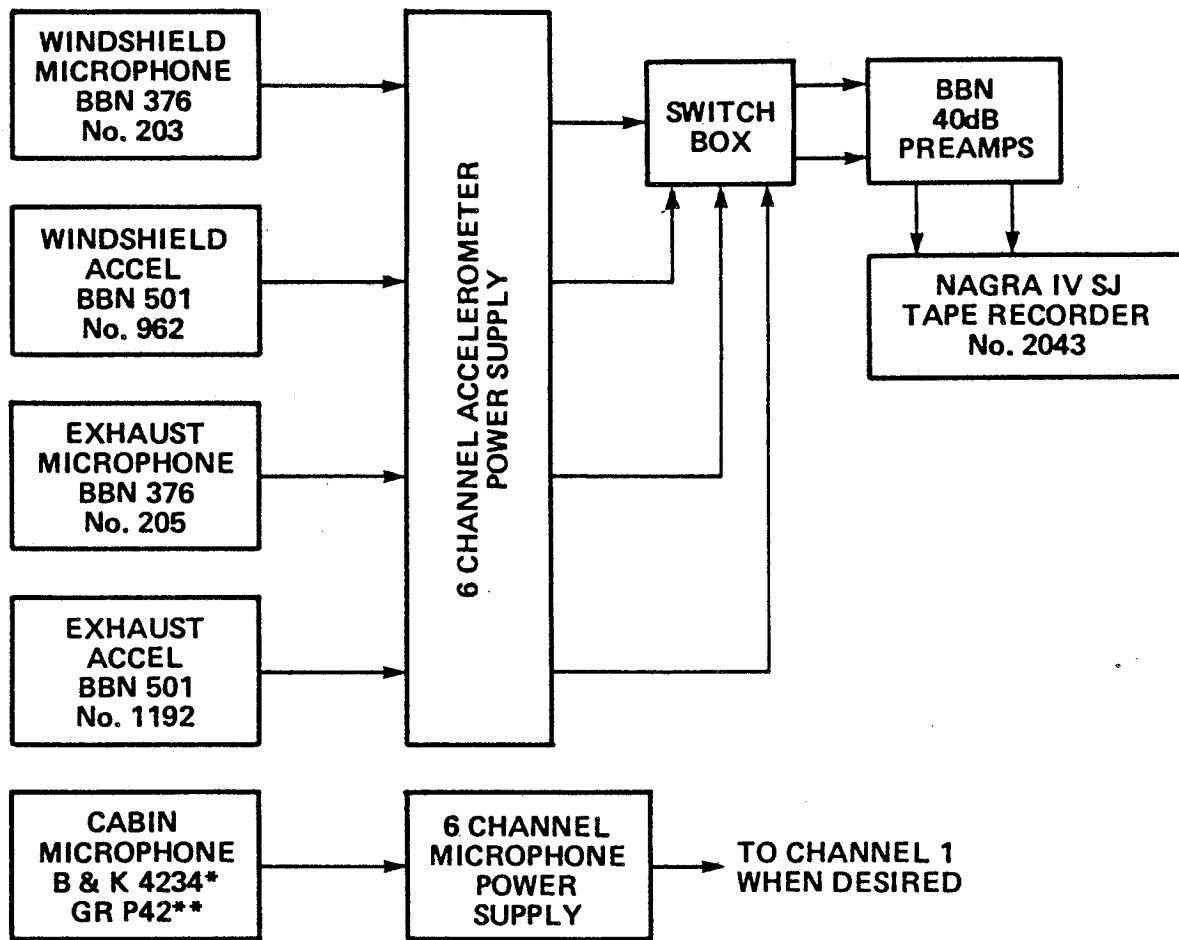 WINDSHIELD
MICROPHONE
BBN 376
No. 203
WINDSHIELD
ACCEL
BBN 501
No. 962
EXHAUST
MICROPHONE
BBN 376
No. 205
EXHAUST
ACCEL
BBN 501
No. 1192
CABIN
MICROPHONE
B & K 4234*
GR P42**
6 CHANNEL ACCELEROMETER
POWER SUPPLY
6 CHANNEL
MICROPHONE
POWER
SUPPLY
SWITCH
BOX
BBN
40dB
PREAMPS
NAGRA IV SJ
TAPE RECORDER
No. 2043
TO CHANNEL 1
WHEN DESIRED